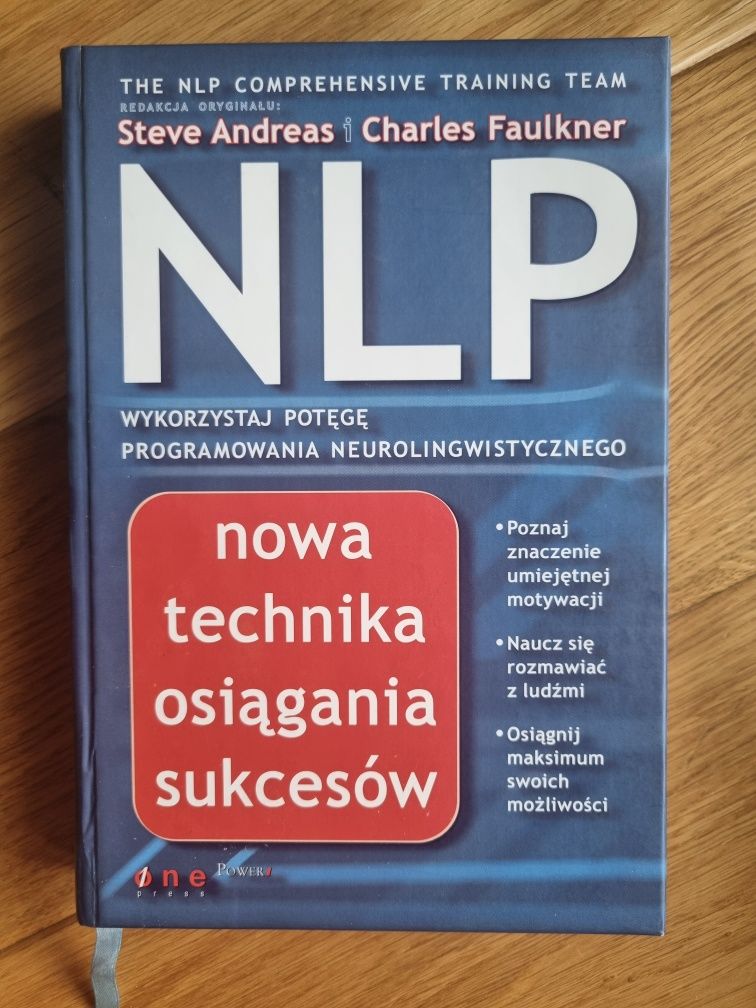 THE NLP COMPREHENSIVE TRAINING TEAM
REDAKCJA ORYGINAŁU:
Steve Andreas i Charles Faulkner
NLP
WYKORZYSTAJ POTĘGĘ
PROGRAMOWANIA NEUROLINGWISTYCZNEGO
nowa
technika
osiągania
sukcesów
•Poznaj
znaczenie
umiejętnej
motywacji
•Naucz się
rozmawiać
z ludźmi
•Osiągnij
maksimum
swoich
możliwości
one
press
POWER